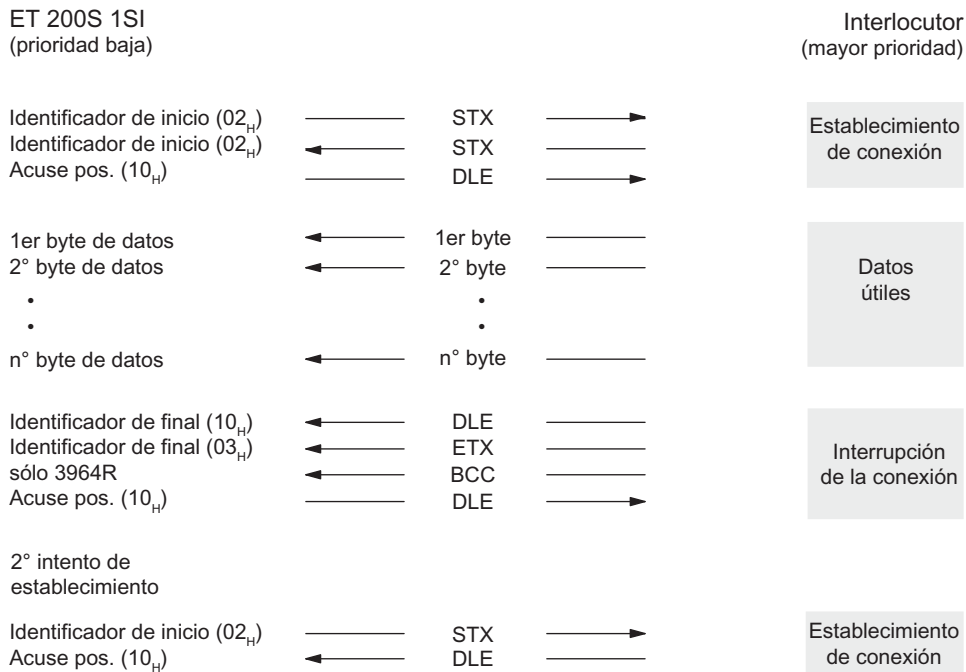 ET 200S 1SI
(prioridad baja)
Interlocutor
(mayor prioridad)
Identificador de inicio (02H) STX
Identificador de inicio (02H) STX
Acuse pos. (10H) DLE
Establecimiento
de conexión
1er byte de datos 1er byte
2° byte de datos 2° byte
•
•
•
•
n° byte de datos n° byte
Datos
útiles
Identificador de final (10H) DLE
Identificador de final (03H) ETX
sólo 3964R BCC
Acuse pos. (10H) DLE
Interrupción
de la conexión
2° intento de
establecimiento
Identificador de inicio (02H) STX
Acuse pos. (10H) DLE
Establecimiento
de conexión